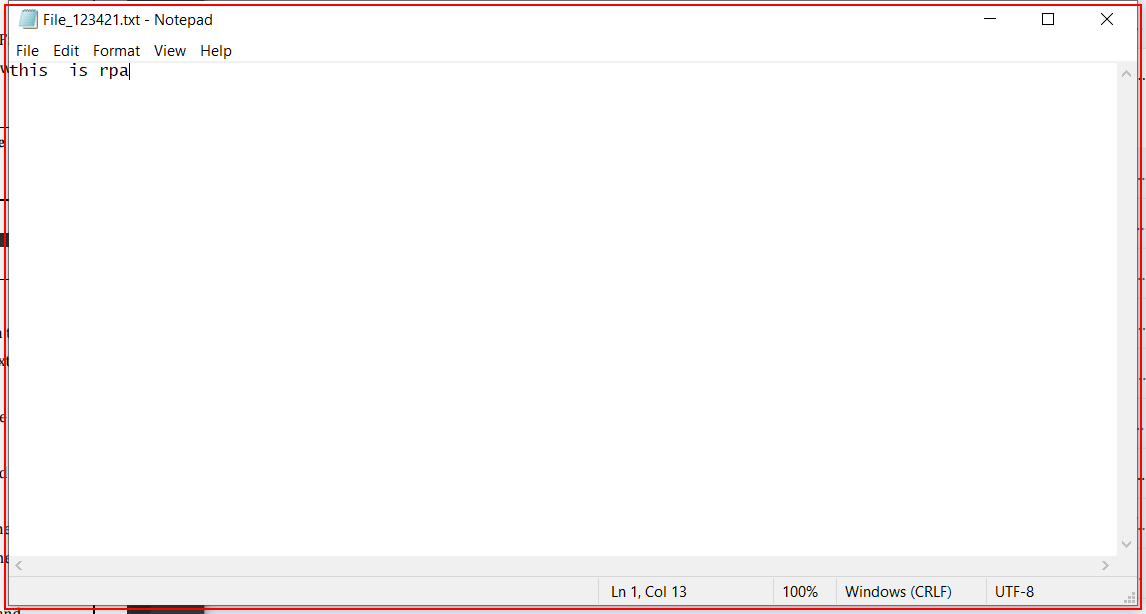 File_123421.txt - Notepad
File Edit Format View Help
this  is rpa
Ln 1, Col 13 100% Windows (CRLF) UTF-8